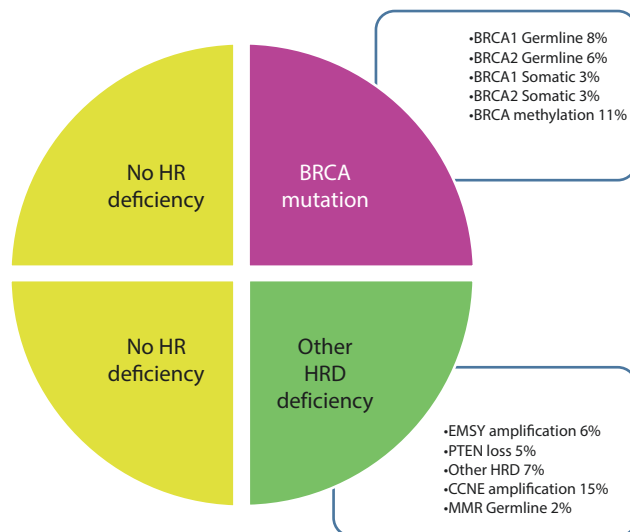 •BRCA1 Germline 8%
•BRCA2 Germline 6%
•BRCA1 Somatic 3%
•BRCA2 Somatic 3%
•BRCA methylation 11%
No HR
deficiency
BRCA
mutation
No HR
deficiency
Other
HRD
deficiency
•EMSY amplification 6%
•PTEN loss 5%
•Other HRD 7%
•CCNE amplification 15%
•MMR Germline 2%